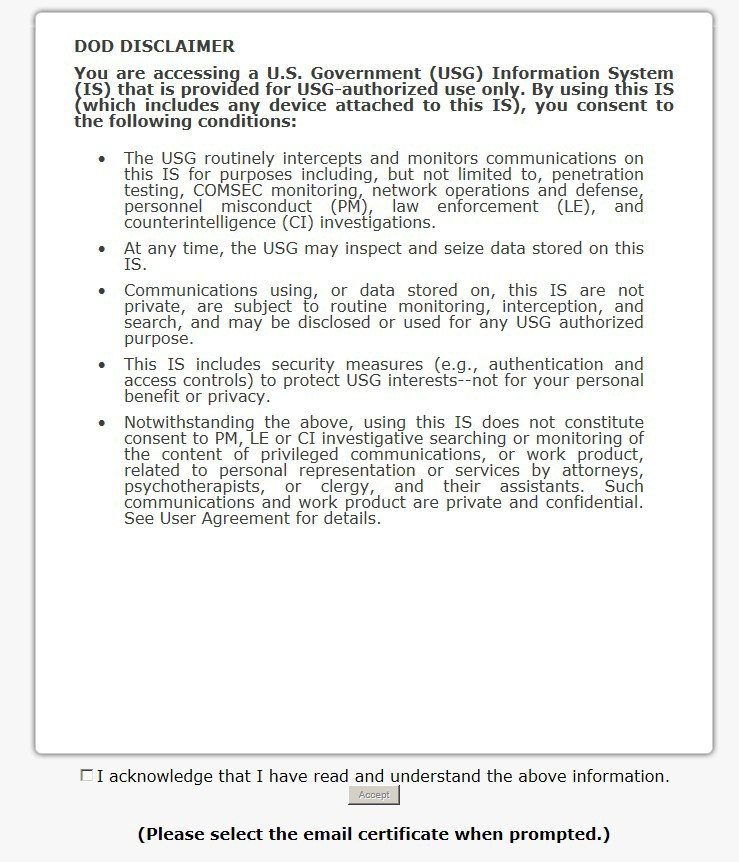 DOD DISCLAIMER
You are accessing a U.S. Government (USG) Information System
(IS) that is provided for USG-authorized use only. By using this IS
(which includes any device attached to this IS), you consent to
the following conditions:
• The USG routinely intercepts and monitors communications on
this IS for purposes including, but not limited to, penetration
testing, COMSEC monitoring, network operations and defense,
personnel misconduct (PM), law enforcement (LE), and
counterintelligence (CI) investigations.
• At any time, the USG may inspect and seize data stored on this
IS.
• Communications using, or data stored on, this IS are not
private, are subject to routine monitoring, interception, and
search, and may be disclosed or used for any USG authorized
purpose.
• This IS includes security measures (e.g., authentication and
access controls) to protect USG interests--not for your personal
benefit or privacy.
• Notwithstanding the above, using this IS does not constitute
consent to PM, LE or CI investigative searching or monitoring of
the content of privileged communications, or work product,
related to personal representation or services by attorneys,
psychotherapists, or clergy, and their assistants. Such
communications and work product are private and confidential.
See User Agreement for details.
I acknowledge that I have read and understand the above information.
Accept
(Please select the email certificate when prompted.)